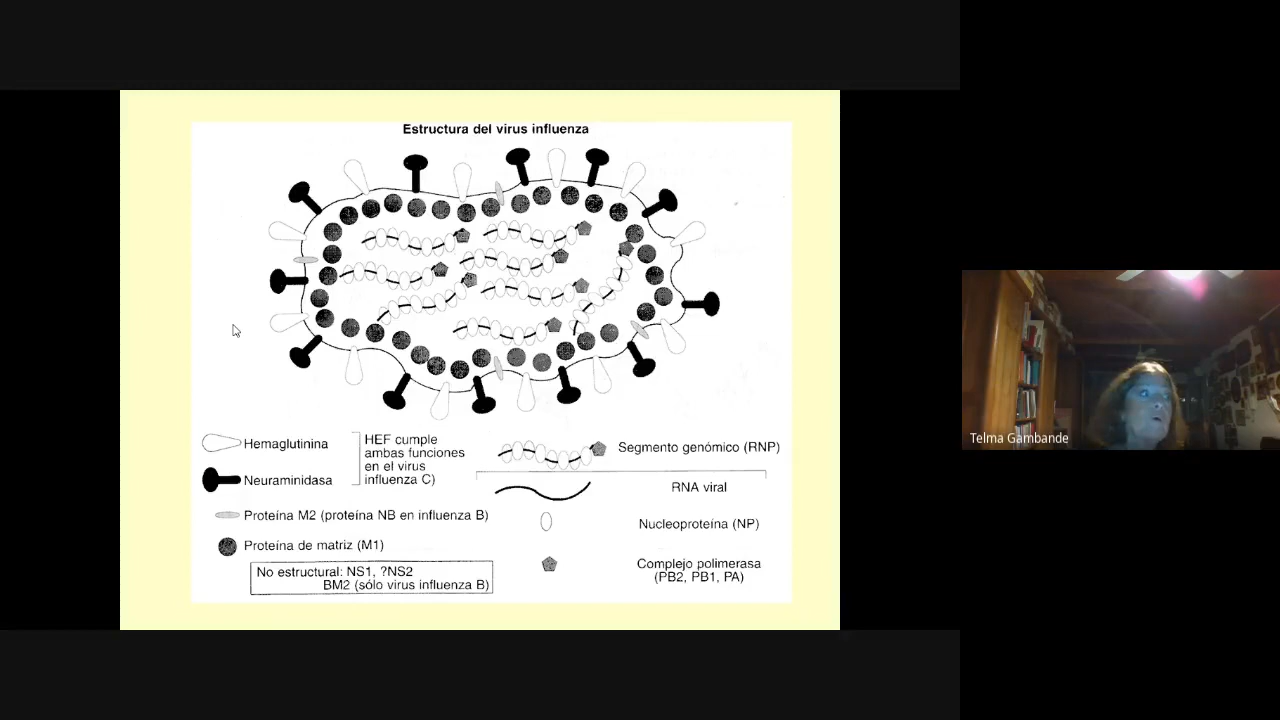 Estructura del virus influenza
Hemaglutinina
Neuraminidasa
HEF cumple
ambas funciones
en el virus
influenza C)
Proteína M2 (proteína NB en influenza B)
Proteína de matriz (M1)
No estructural: NS1, ?NS2
BM2 (sólo virus influenza B)
Segmento genómico (RNP)
RNA viral
Nucleoproteína (NP)
Complejo polimerasa
(PB2, PB1, PA)
Telma Gambande